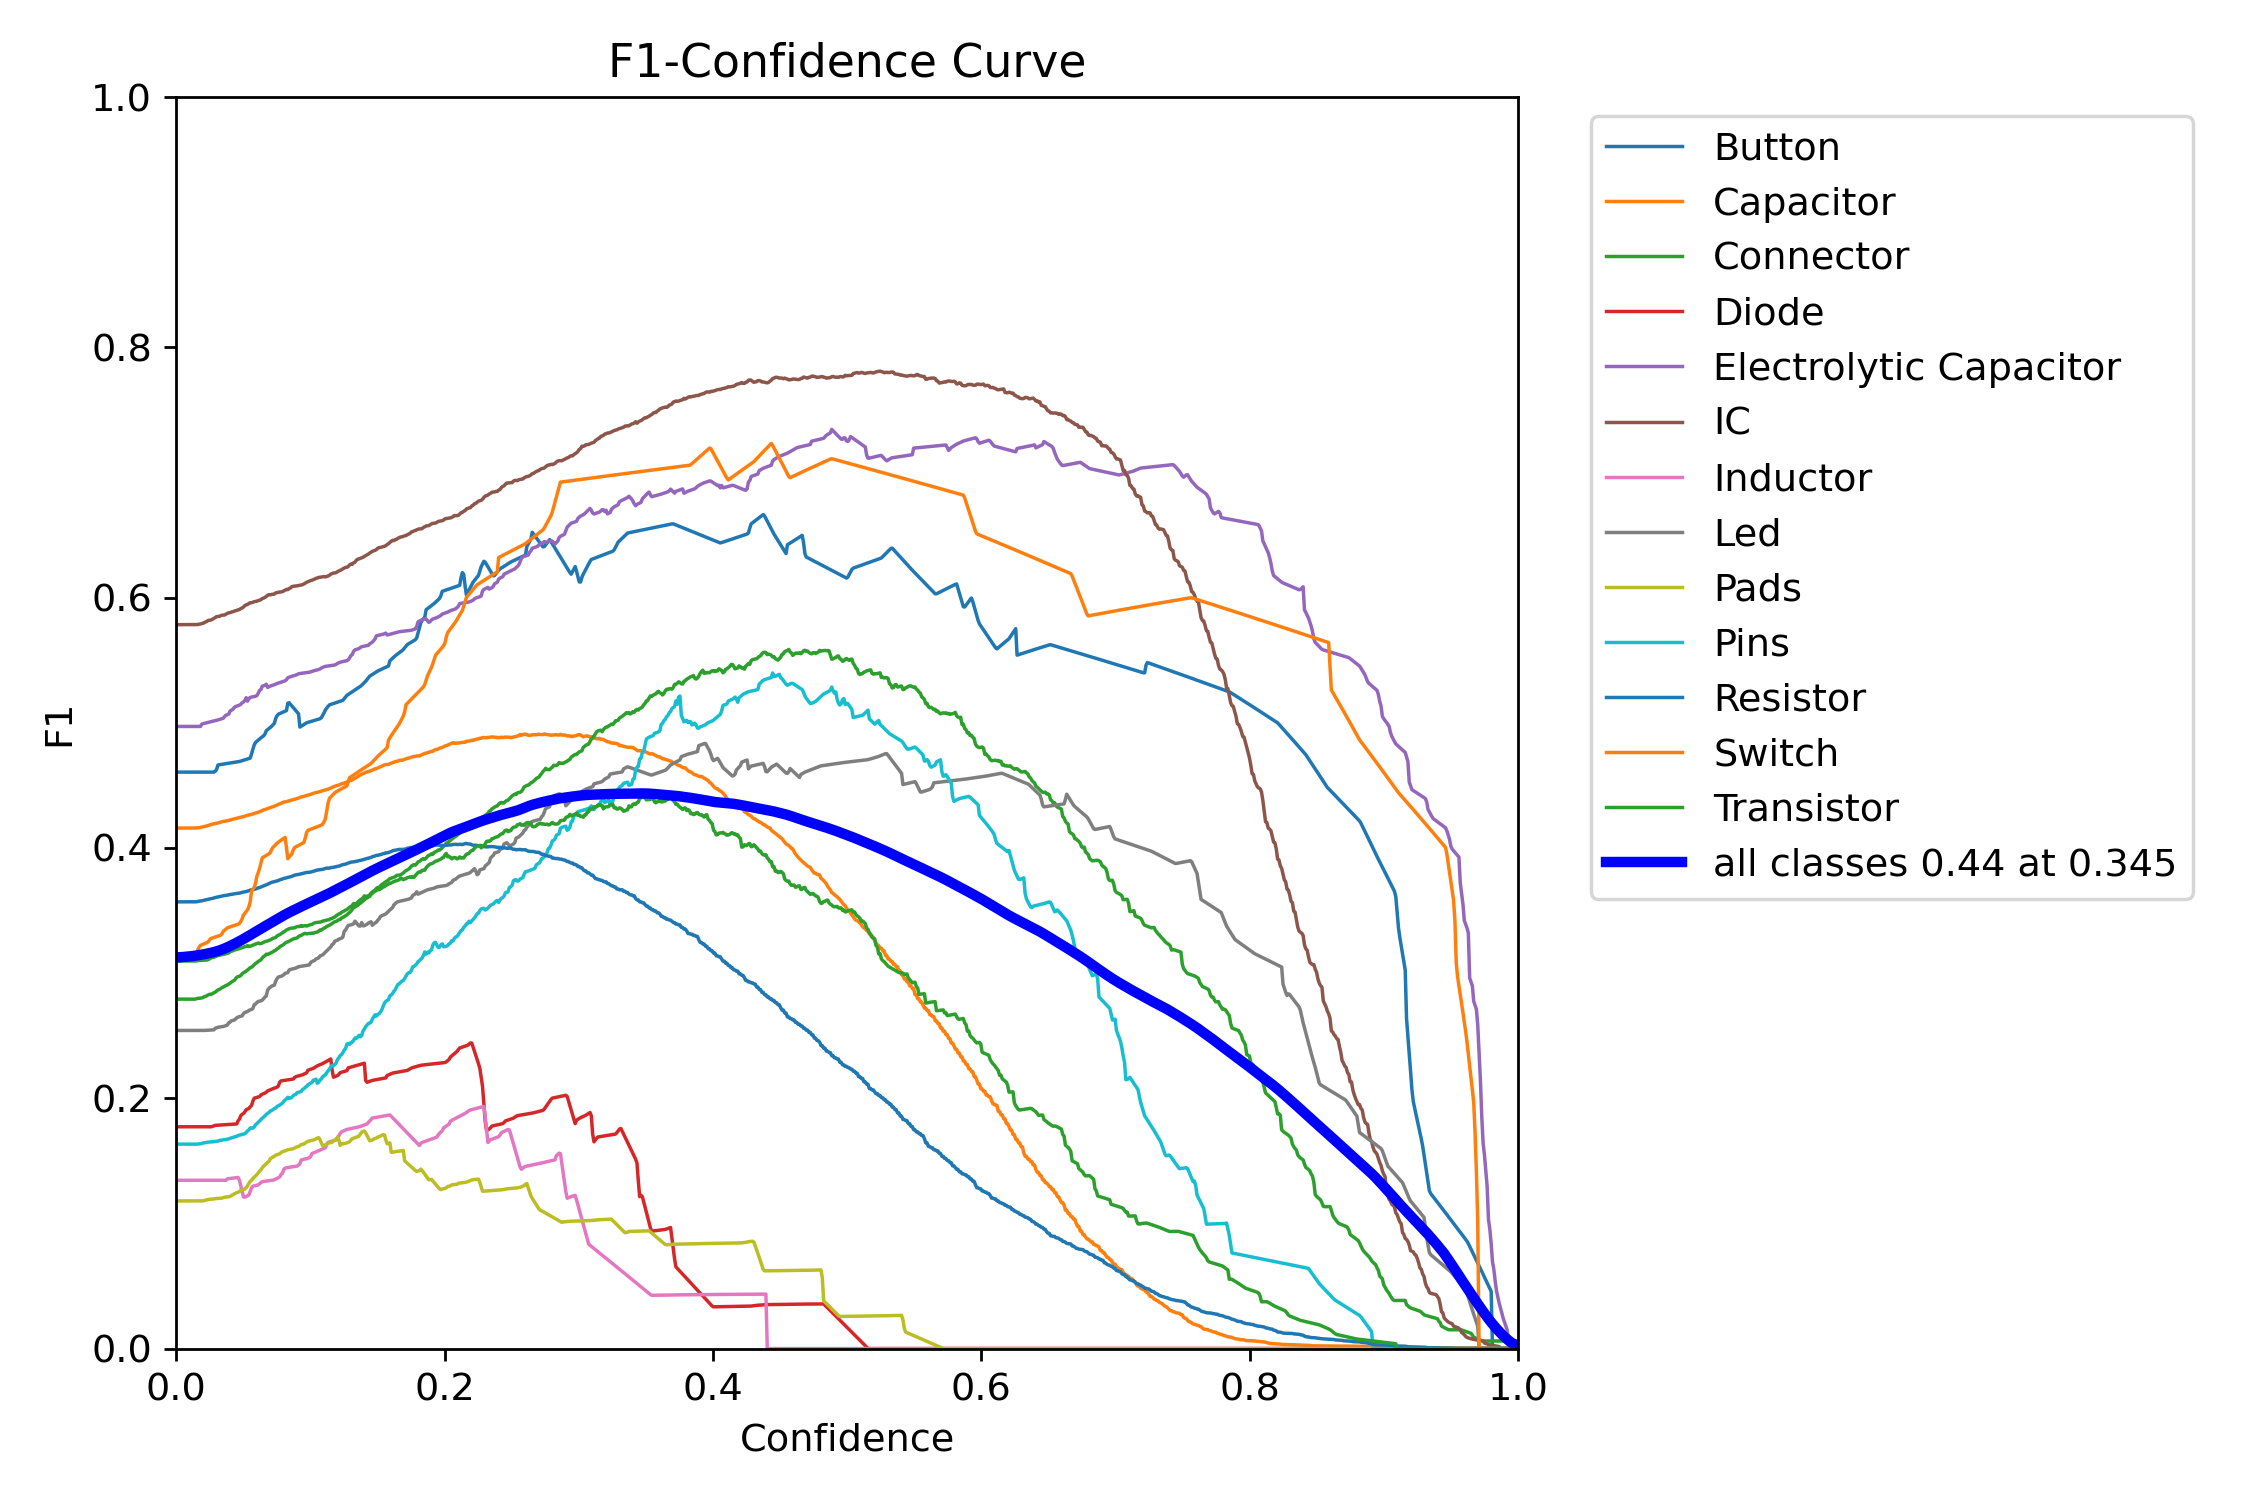 F1-Confidence Curve
1.0
0.8
0.6
0.4
0.2
0.0
F1
0.0 0.2 0.4 0.6 0.8 1.0
Confidence
Button
Capacitor
Connector
Diode
Electrolytic Capacitor
IC
Inductor
Led
Pads
Pins
Resistor
Switch
Transistor
all classes 0.44 at 0.345